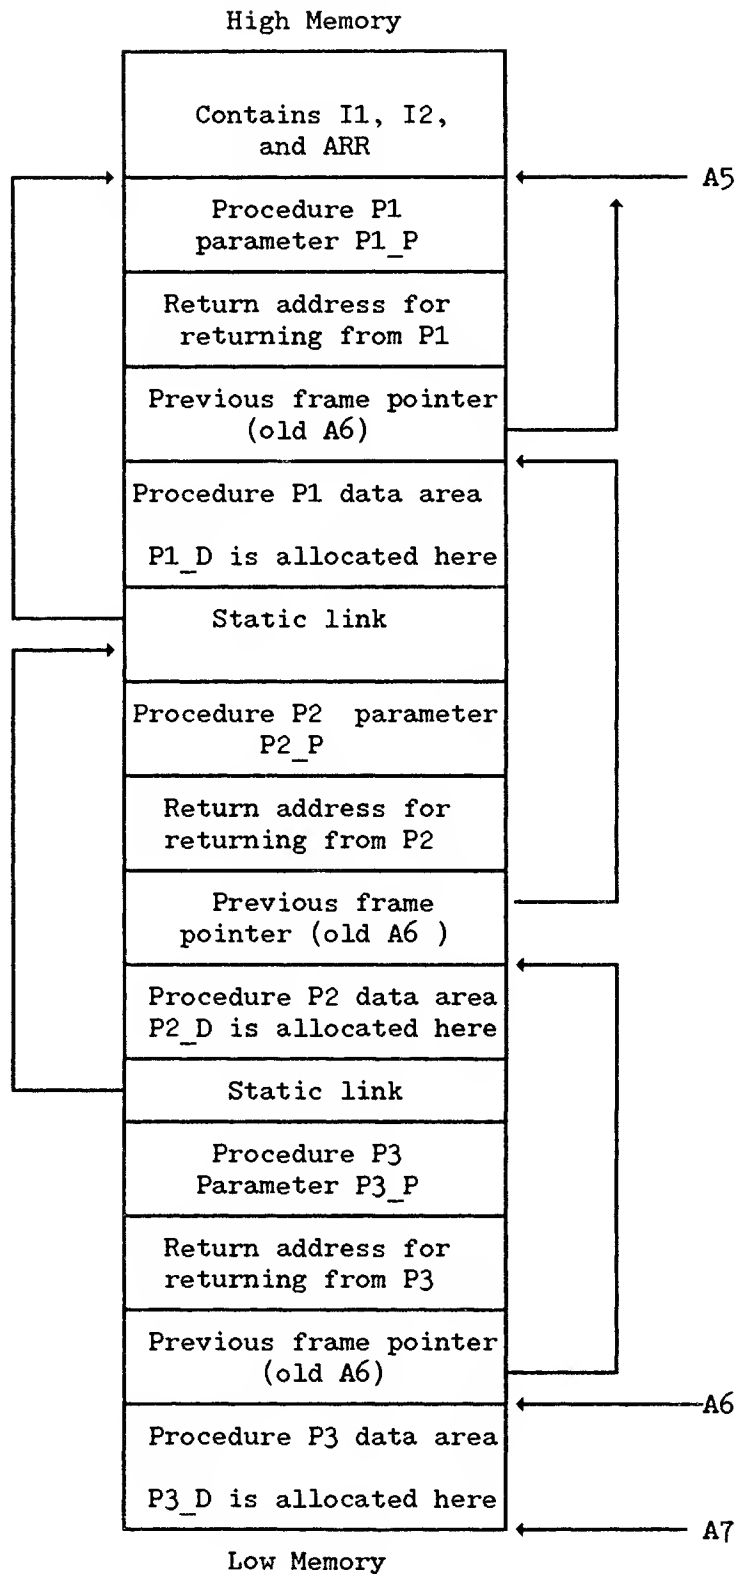 High Memory
Contains I1, I2,
and ARR
A5
Procedure P1
parameter P1_P
Return address for
returning from P1
Previous frame pointer
(old A6)
Procedure P1 data area
P1_D is allocated here
Static link
Procedure P2 parameter
P2_P
Return address for
returning from P2
Previous frame
pointer (old A6 )
Procedure P2 data area
P2_D is allocated here
Static link
Procedure P3
Parameter P3_P
Return address for
returning from P3
Previous frame pointer
(old A6)
A6
Procedure P3 data area
P3_D is allocated here
A7
Low Memory